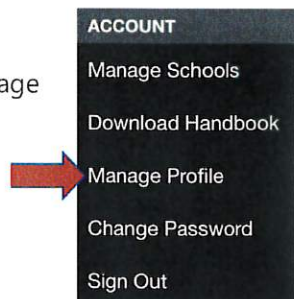 ACCOUNT
Manage Schools
age
Download Handbook
Manage Profile
Change Password
Sign Out